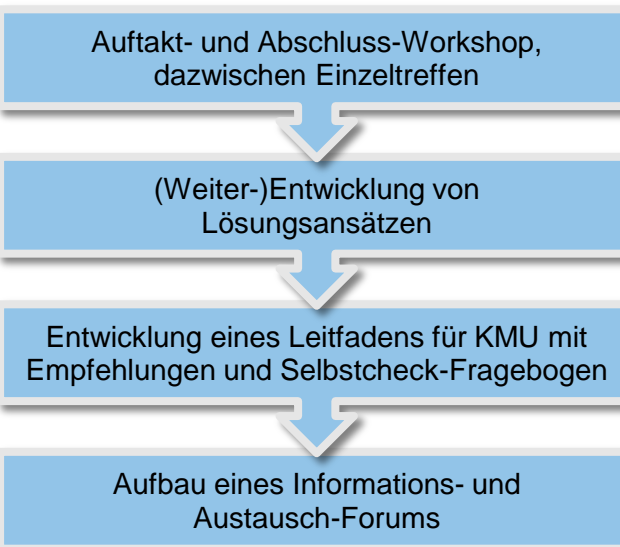 Auftakt- und Abschluss-Workshop,
dazwischen Einzeltreffen
(Weiter-)Entwicklung von
Lösungsansätzen
Entwicklung eines Leitfadens für KMU mit
Empfehlungen und Selbstcheck-Fragebogen
Aufbau eines Informations- und
Austausch-Forums